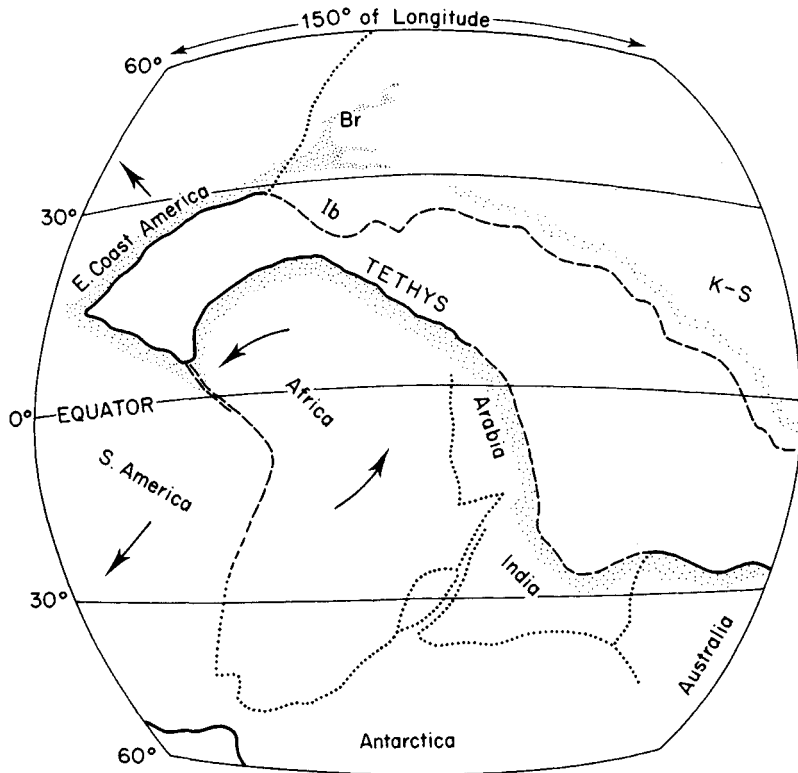 150° of Longitude
60°
Br
30°
E. Coast America
Ib
TETHYS
K-S
Africa
Arabia
0°
EQUATOR
S. America
India
30°
Australia
60°
Antarctica